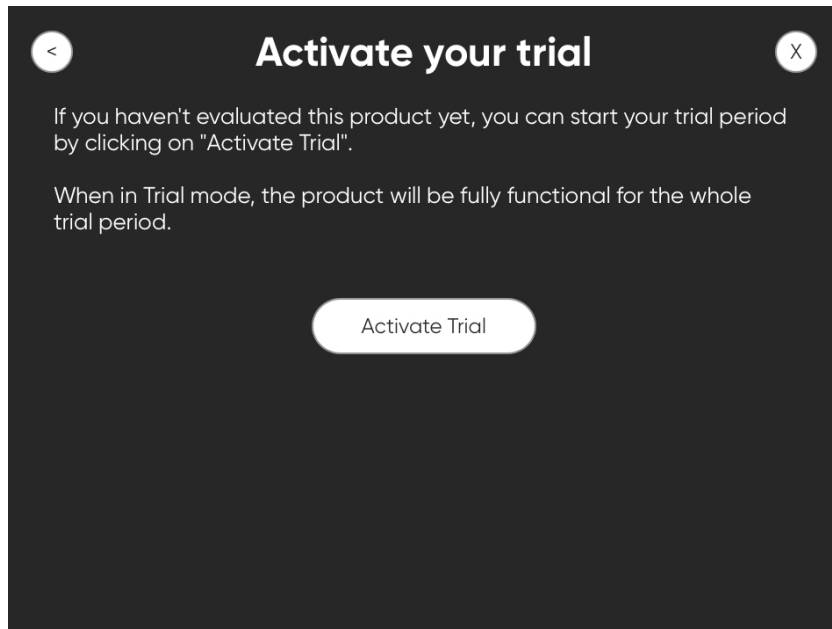 <
Activate your trial
X
If you haven't evaluated this product yet, you can start your trial period
by clicking on "Activate Trial".
When in Trial mode, the product will be fully functional for the whole
trial period.
Activate Trial